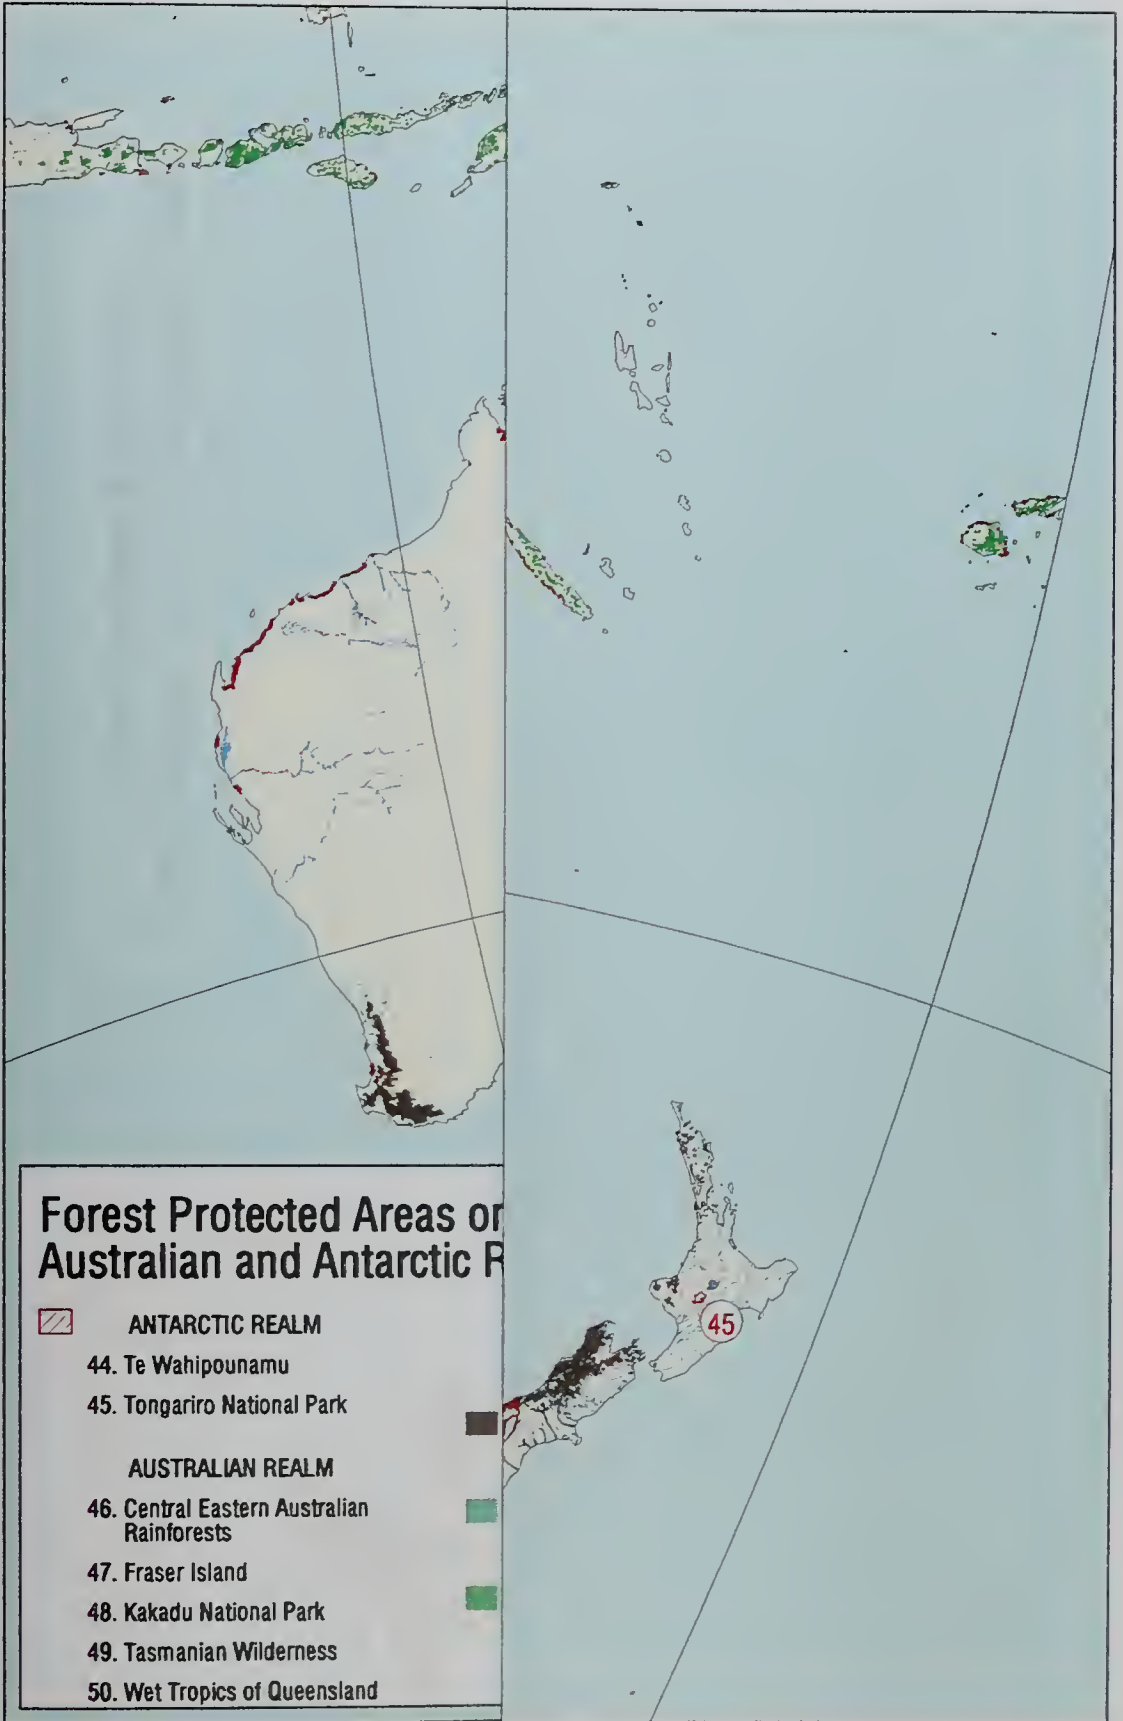 Forest Protected Areas or
Australian and Antarctic R
ANTARCTIC REALM
44. Te Wahipounamu
45. Tongariro National Park
AUSTRALIAN REALM
46. Central Eastern Australian
Rainforests
47. Fraser Island
48. Kakadu National Park
49. Tasmanian Wilderness
50. Wet Tropics of Queensland
45